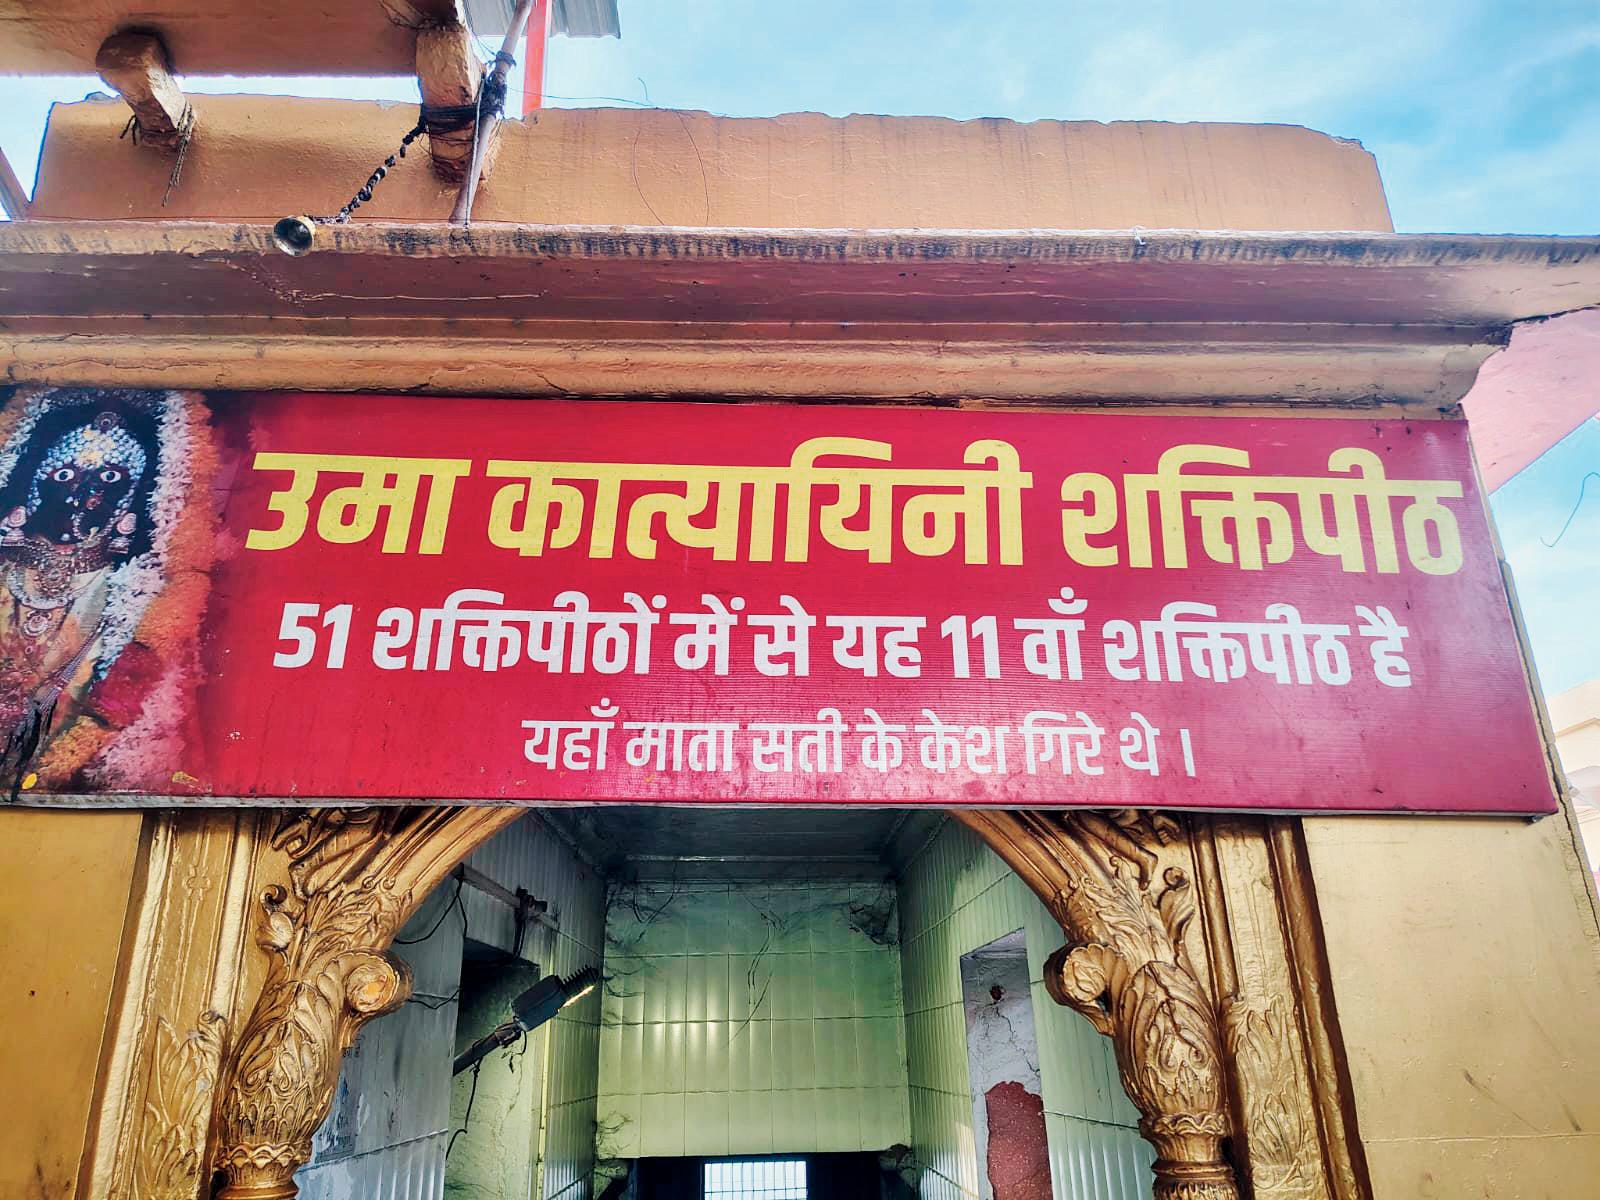 उमा कात्यायिनी शक्तिपीठ
51 शक्तिपीठों में से यह 11 वाँ शक्तिपीठ है
यहाँ माता सती के केश गिरे थे ।